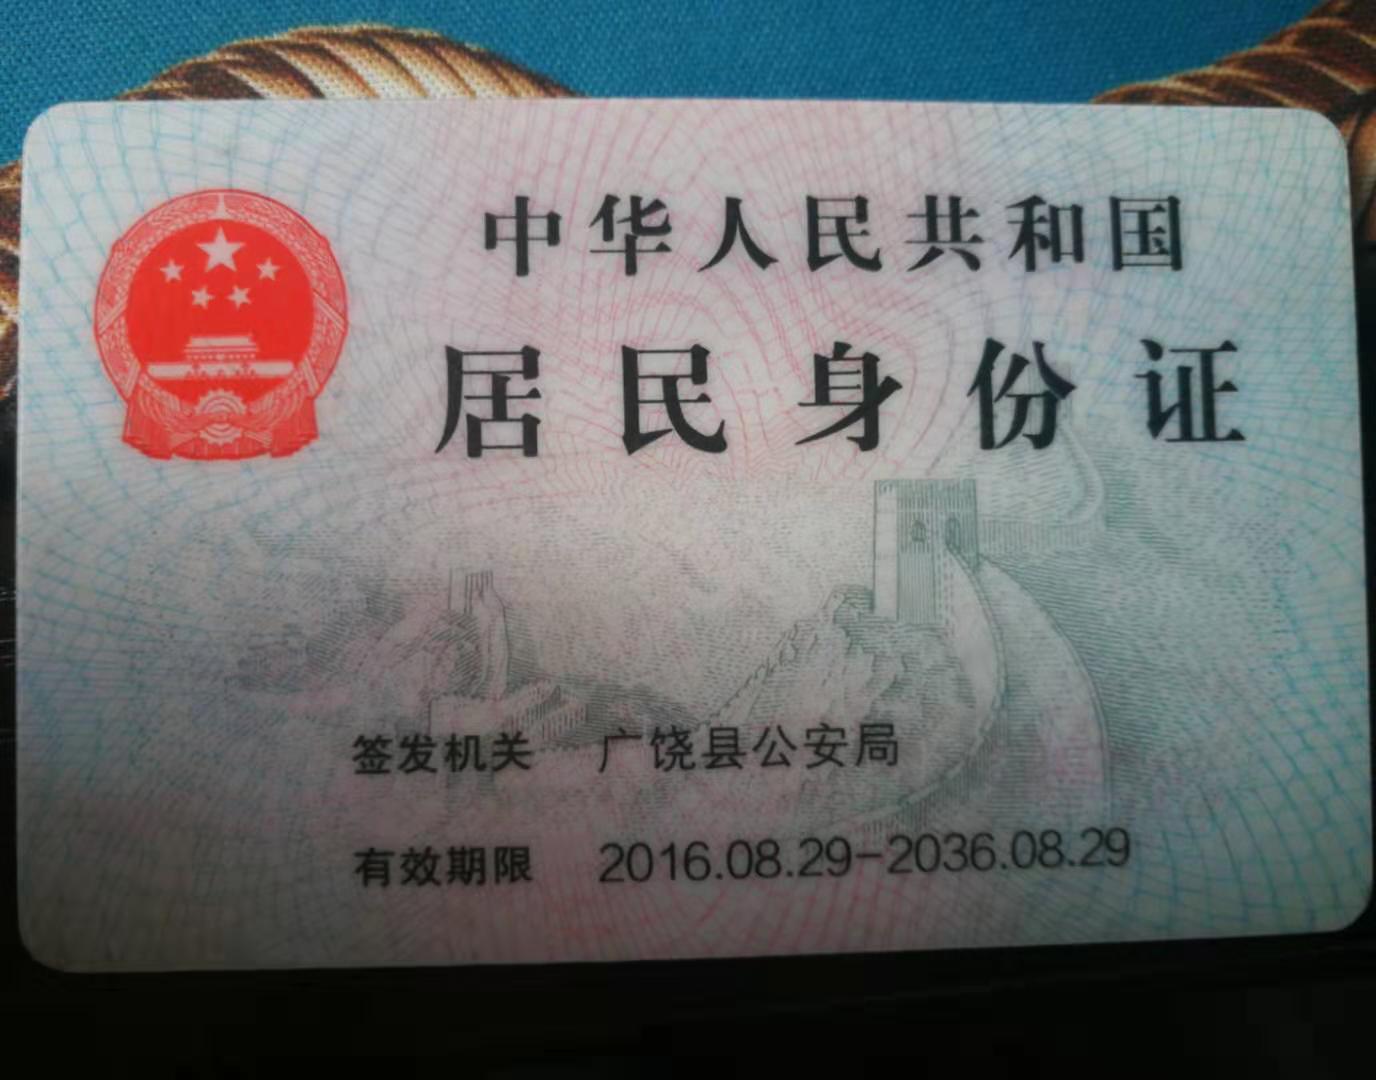 中华人民共和国
居民身份证
签发机关 广饶县公安局
有效期限 2016.08.29-2036.08.29